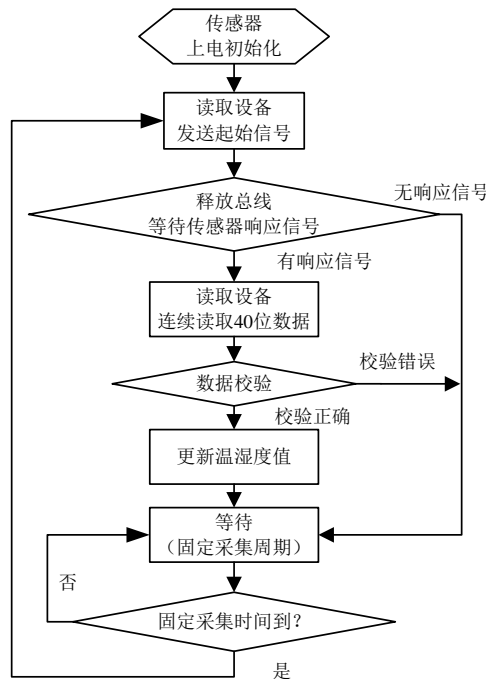 传感器
上电初始化
读取设备
发送起始信号
释放总线
等待传感器响应信号
无响应信号
有响应信号
读取设备
连续读取40位数据
数据校验
校验错误
校验正确
更新温湿度值
等待
（固定采集周期）
否
固定采集时间到？
是